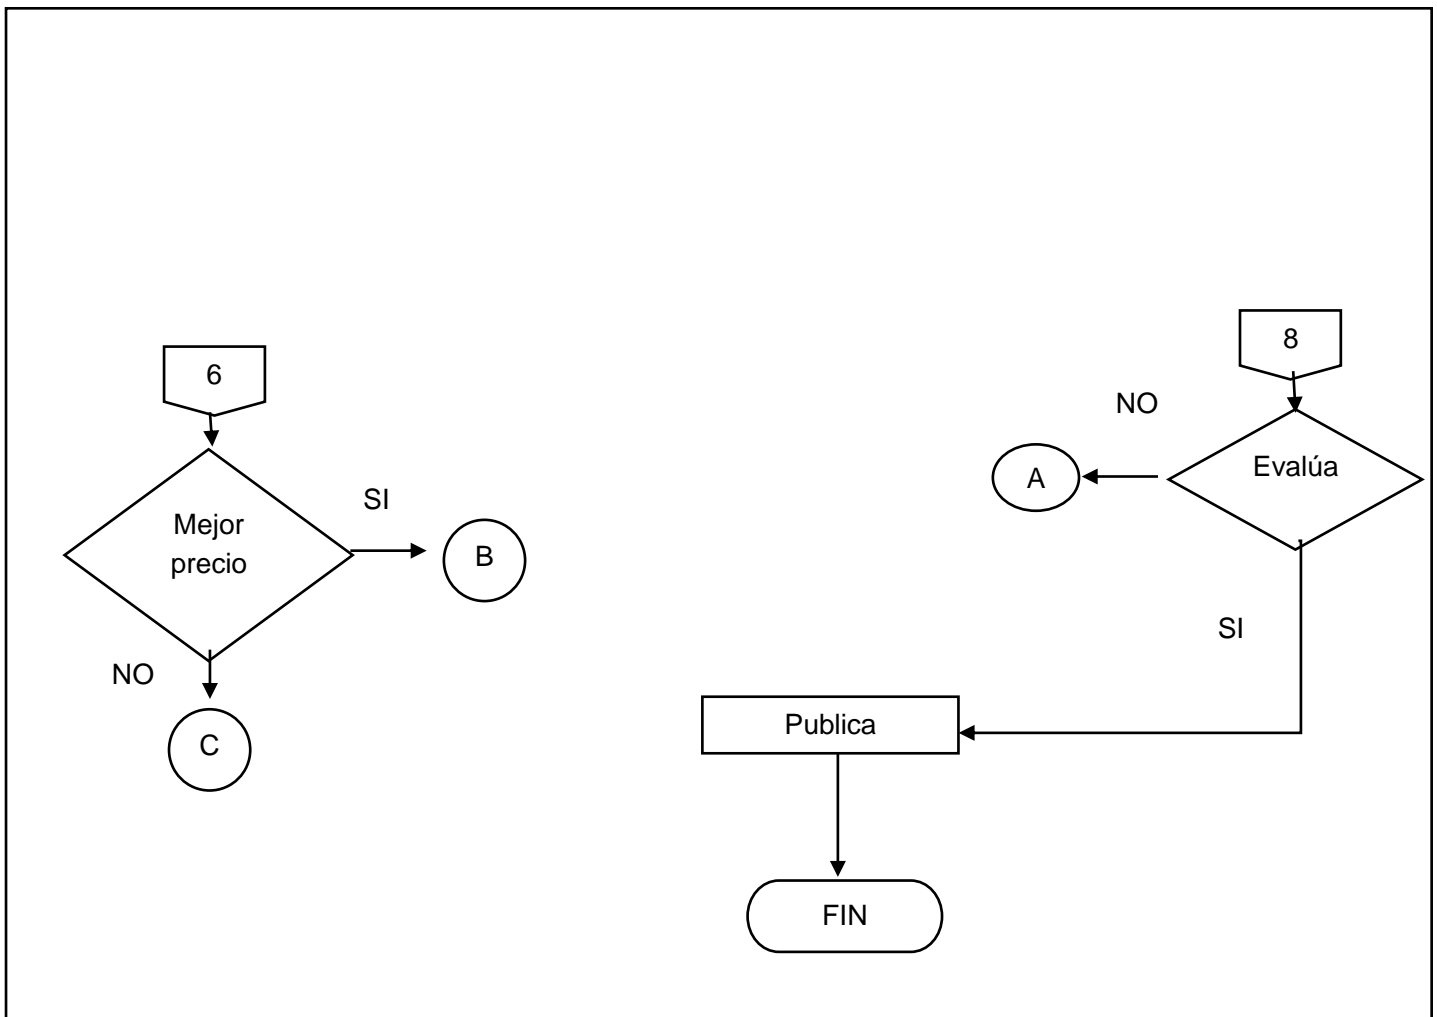 8
6
NO
A
Evalúa
SI
Mejor
precio
B
SI
NO
Publica
C
FIN